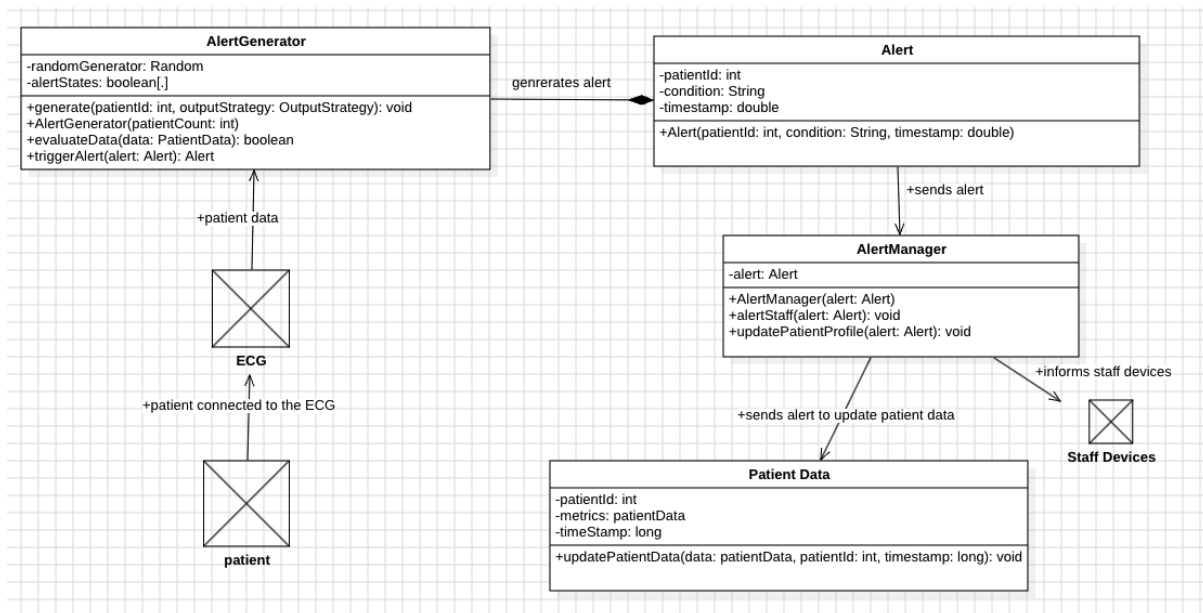 AlertGenerator
-randomGenerator: Random
-alertStates: boolean[.]
+generate(patientId: int, outputStrategy: OutputStrategy): void
+AlertGenerator(patientCount: int)
+evaluateData(data: PatientData): boolean
+triggerAlert(alert: Alert): Alert
genrerates alert
Alert
-patientId: int
-condition: String
-timestamp: double
+Alert(patientId: int, condition: String, timestamp: double)
+sends alert
+patient data
AlertManager
-alert: Alert
+AlertManager(alert: Alert)
+alertStaff(alert: Alert): void
+updatePatientProfile(alert: Alert): void
ECG
+patient connected to the ECG
+informs staff devices
+sends alert to update patient data
Staff Devices
Patient Data
-patientId: int
-metrics: patientData
-timeStamp: long
+updatePatientData(data: patientData, patientId: int, timestamp: long): void
patient